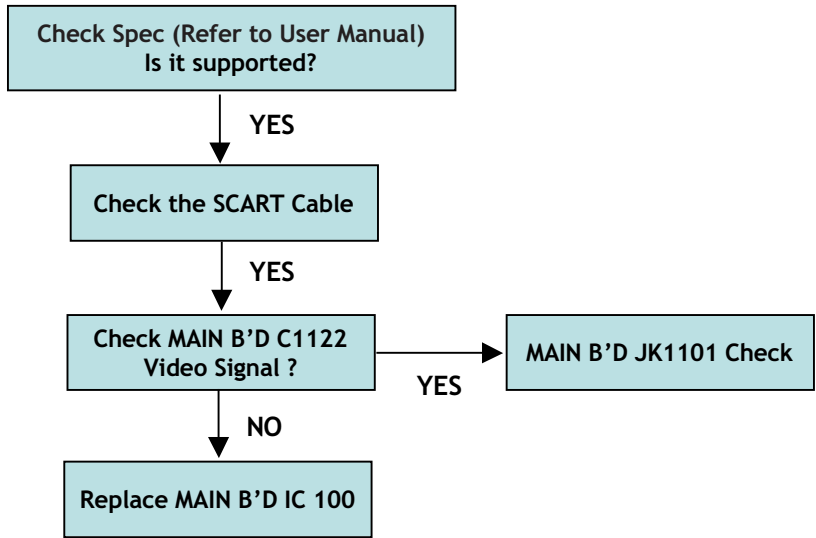 Check Spec (Refer to User Manual)
Is it supported?
YES
Check the SCART Cable
YES
Check MAIN B’D C1122
Video Signal ?
YES
MAIN B’D JK1101 Check
NO
Replace MAIN B’D IC 100